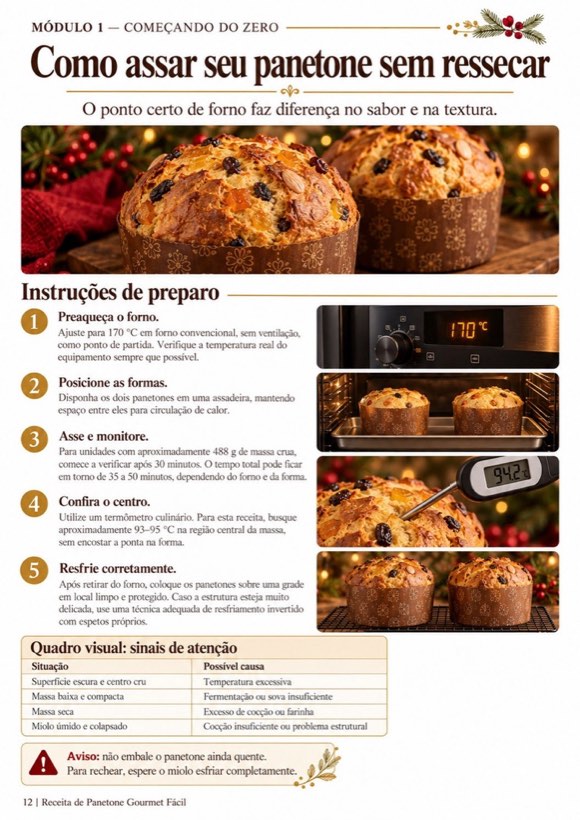 MÓDULO 1 — COMEÇANDO DO ZERO
Como assar seu panetone sem ressecar
O ponto certo de forno faz diferença no sabor e na textura.
Instruções de preparo
1 Preaqueça o forno.
Ajuste para 170 °C em forno convencional, sem ventilação,
como ponto de partida. Verifique a temperatura real do
equipamento sempre que possível.
170 °C
2 Posicione as formas.
Disponha os dois panetones em uma assadeira, mantendo
espaço entre eles para circulação de calor.
3 Asse e monitore.
Para unidades com aproximadamente 488 g de massa crua,
comece a verificar após 30 minutos. O tempo total pode ficar
em torno de 35 a 50 minutos, dependendo do forno e da forma.
4 Confira o centro.
Utilize um termômetro culinário. Para esta receita, busque
aproximadamente 93–95 °C na região central da massa,
sem encostar a ponta na forma.
94.2
5 Resfrie corretamente.
Após retirar do forno, coloque os panetones sobre uma grade
em local limpo e protegido. Caso a estrutura esteja muito
delicada, use uma técnica adequada de resfriamento invertido
com espetos próprios.
Quadro visual: sinais de atenção
Situação Possível causa
Superfície escura e centro cru Temperatura excessiva
Massa baixa e compacta Fermentação ou sova insuficiente
Massa seca Excesso de cocção ou farinha
Miolo úmido e colapsado Cocção insuficiente ou problema estrutural
Aviso: não embale o panetone ainda quente.
Para rechear, espere o miolo esfriar completamente.
12 | Receita de Panetone Gourmet Fácil